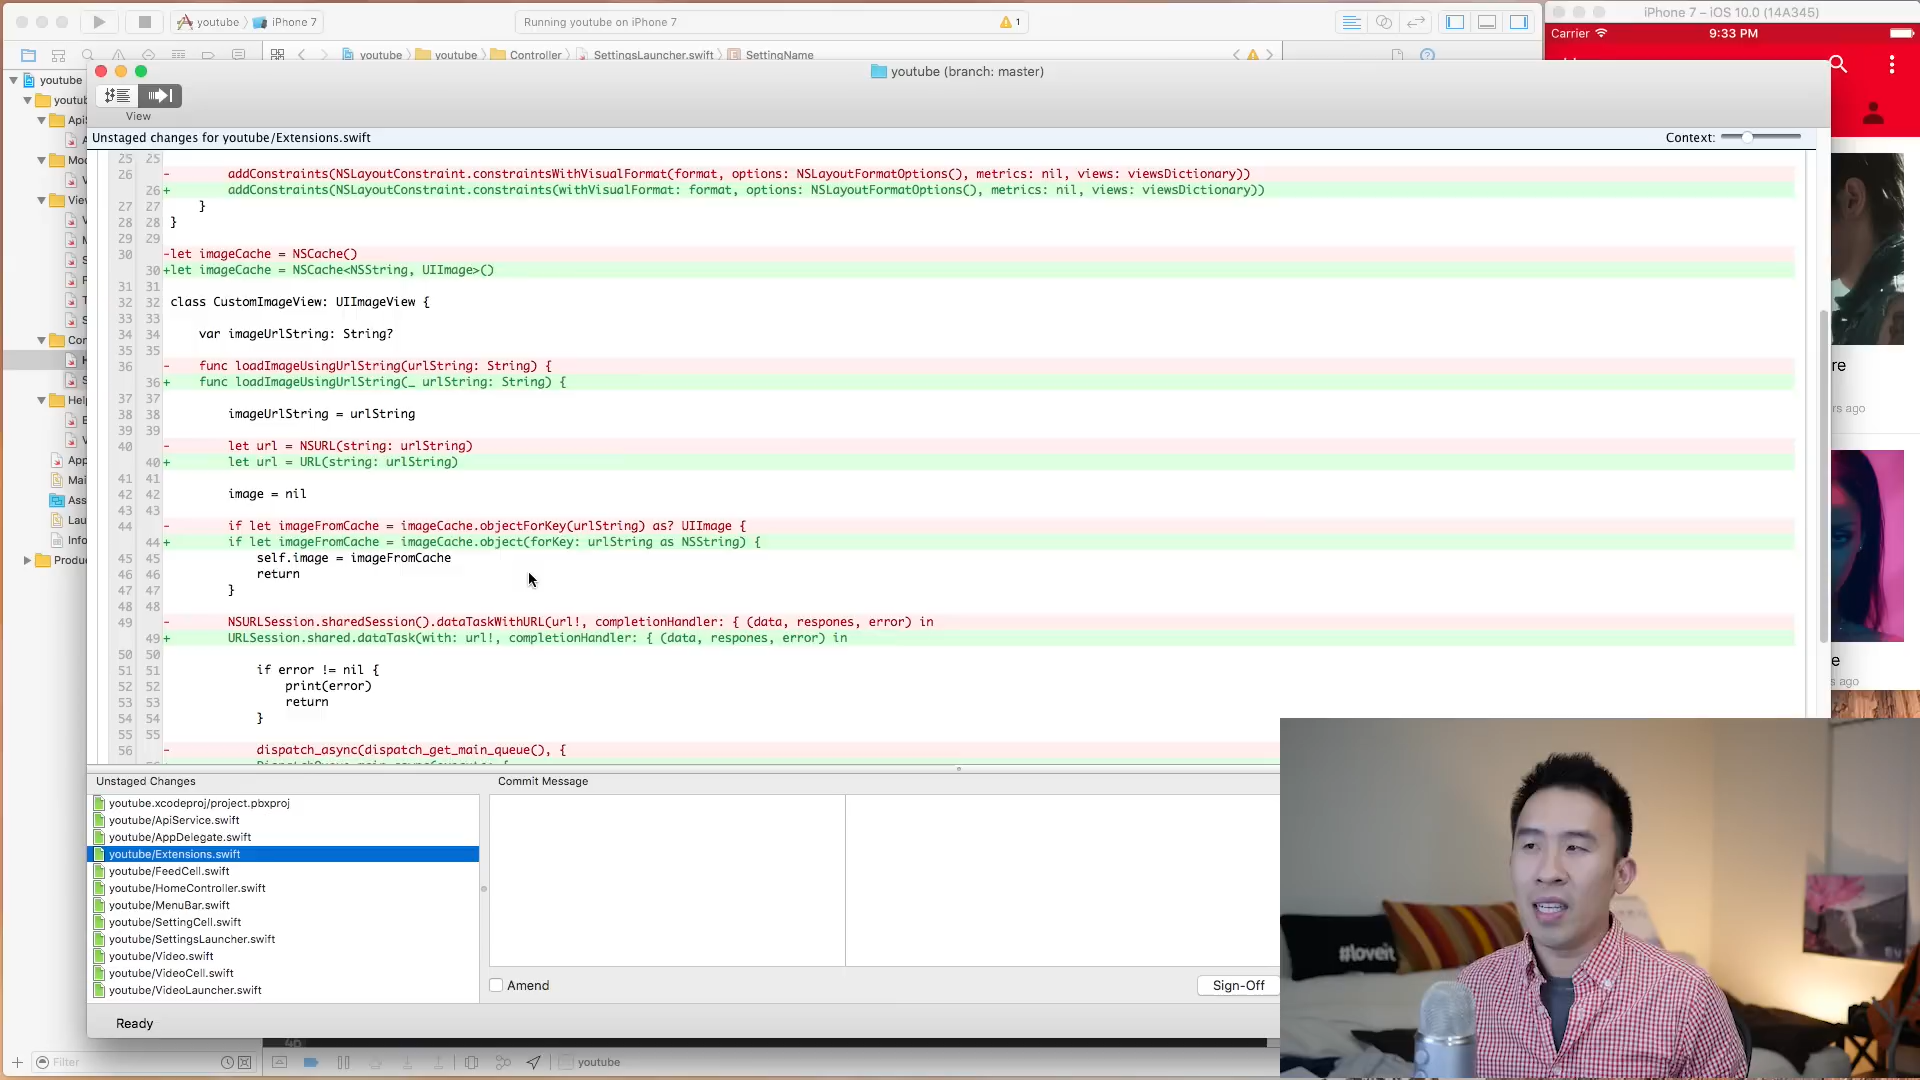 youtube iPhone 7
Running youtube on iPhone 7
1
iPhone 7 – iOS 10.0 (14A345)
Carrier 9:33 PM
youtube youtube Controller SettingsLauncher.swift SettingName
youtube (branch: master)
View
Unstaged changes for youtube/Extensions.swift
Context:
youtube
25 25
26 - addConstraints(NSLayoutConstraint.constraintsWithVisualFormat(format, options: NSLayoutFormatOptions(), metrics: nil, views: viewsDictionary))
26 + addConstraints(NSLayoutConstraint.constraints(withVisualFormat: format, options: NSLayoutFormatOptions(), metrics: nil, views: viewsDictionary))
27 27 }
28 28 }
29 29
30 -let imageCache = NSCache()
30 +let imageCache = NSCache<NSString, UIImage>()
31 31
32 32 class CustomImageView: UIImageView {
33 33
34 34 var imageUrlString: String?
35 35
36 - func loadImageUsingUrlString(urlString: String) {
36 + func loadImageUsingUrlString(_ urlString: String) {
37 37
38 38 imageUrlString = urlString
39 39
40 - let url = NSURL(string: urlString)
40 + let url = URL(string: urlString)
41 41
42 42 image = nil
43 43
44 - if let imageFromCache = imageCache.objectForKey(urlString) as? UIImage {
44 + if let imageFromCache = imageCache.object(forKey: urlString as NSString) {
45 45 self.image = imageFromCache
46 46 return
47 47 }
48 48
49 - NSURLSession.sharedSession().dataTaskWithURL(url!, completionHandler: { (data, respones, error) in
49 + URLSession.shared.dataTask(with: url!, completionHandler: { (data, respones, error) in
50 50
51 51 if error != nil {
52 52 print(error)
53 53 return
54 54 }
55 55
56 - dispatch_async(dispatch_get_main_queue(), {
re
rs ago
e
s ago
Unstaged Changes
youtube.xcodeproj/project.pbxproj
youtube/ApiService.swift
youtube/AppDelegate.swift
youtube/Extensions.swift
youtube/FeedCell.swift
youtube/HomeController.swift
youtube/MenuBar.swift
youtube/SettingCell.swift
youtube/SettingsLauncher.swift
youtube/Video.swift
youtube/VideoCell.swift
youtube/VideoLauncher.swift
Commit Message
Amend
Sign-Off
Ready
Filter
youtube
#loveit